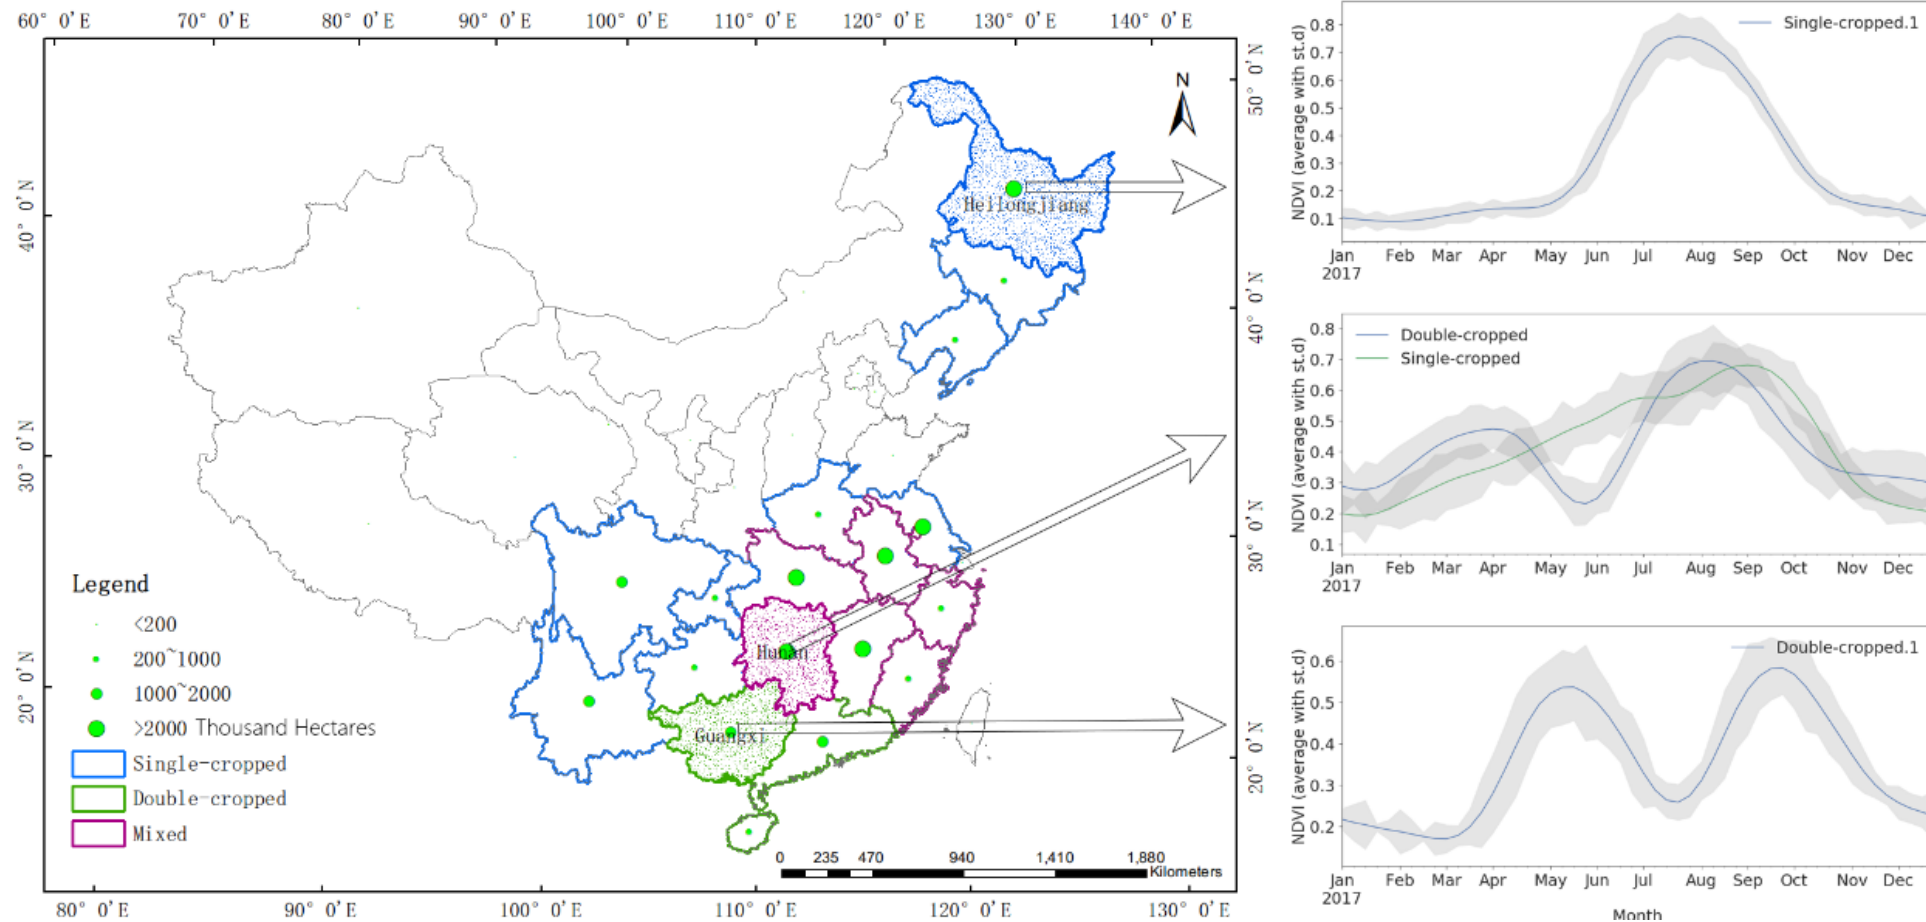 60° 0'E 70° 0'E 80° 0'E 90° 0'E 100° 0'E 110° 0'E 120° 0'E 130° 0'E 140° 0'E
50° 0'N
40° 0'N
30° 0'N
20° 0'N
40° 0'N
30° 0'N
20° 0'N
80° 0'E 90° 0'E 100° 0'E 110° 0'E 120° 0'E 130° 0'E
N
Heilongjiang
Hunan
Guangxi
Legend
<200
200~1000
1000~2000
>2000 Thousand Hectares
Single-cropped
Double-cropped
Mixed
0 235 470 940 1,410 1,880
Kilometers
NDVI (average with st.d)
0.8
0.7
0.6
0.5
0.4
0.3
0.2
0.1
Single-cropped.1
Jan Feb Mar Apr May Jun Jul Aug Sep Oct Nov Dec
2017
NDVI (average with st.d)
0.8
0.7
0.6
0.5
0.4
0.3
0.2
0.1
Double-cropped
Single-cropped
Jan Feb Mar Apr May Jun Jul Aug Sep Oct Nov Dec
2017
NDVI (average with st.d)
0.6
0.5
0.4
0.3
0.2
Double-cropped.1
Jan Feb Mar Apr May Jun Jul Aug Sep Oct Nov Dec
2017
Month